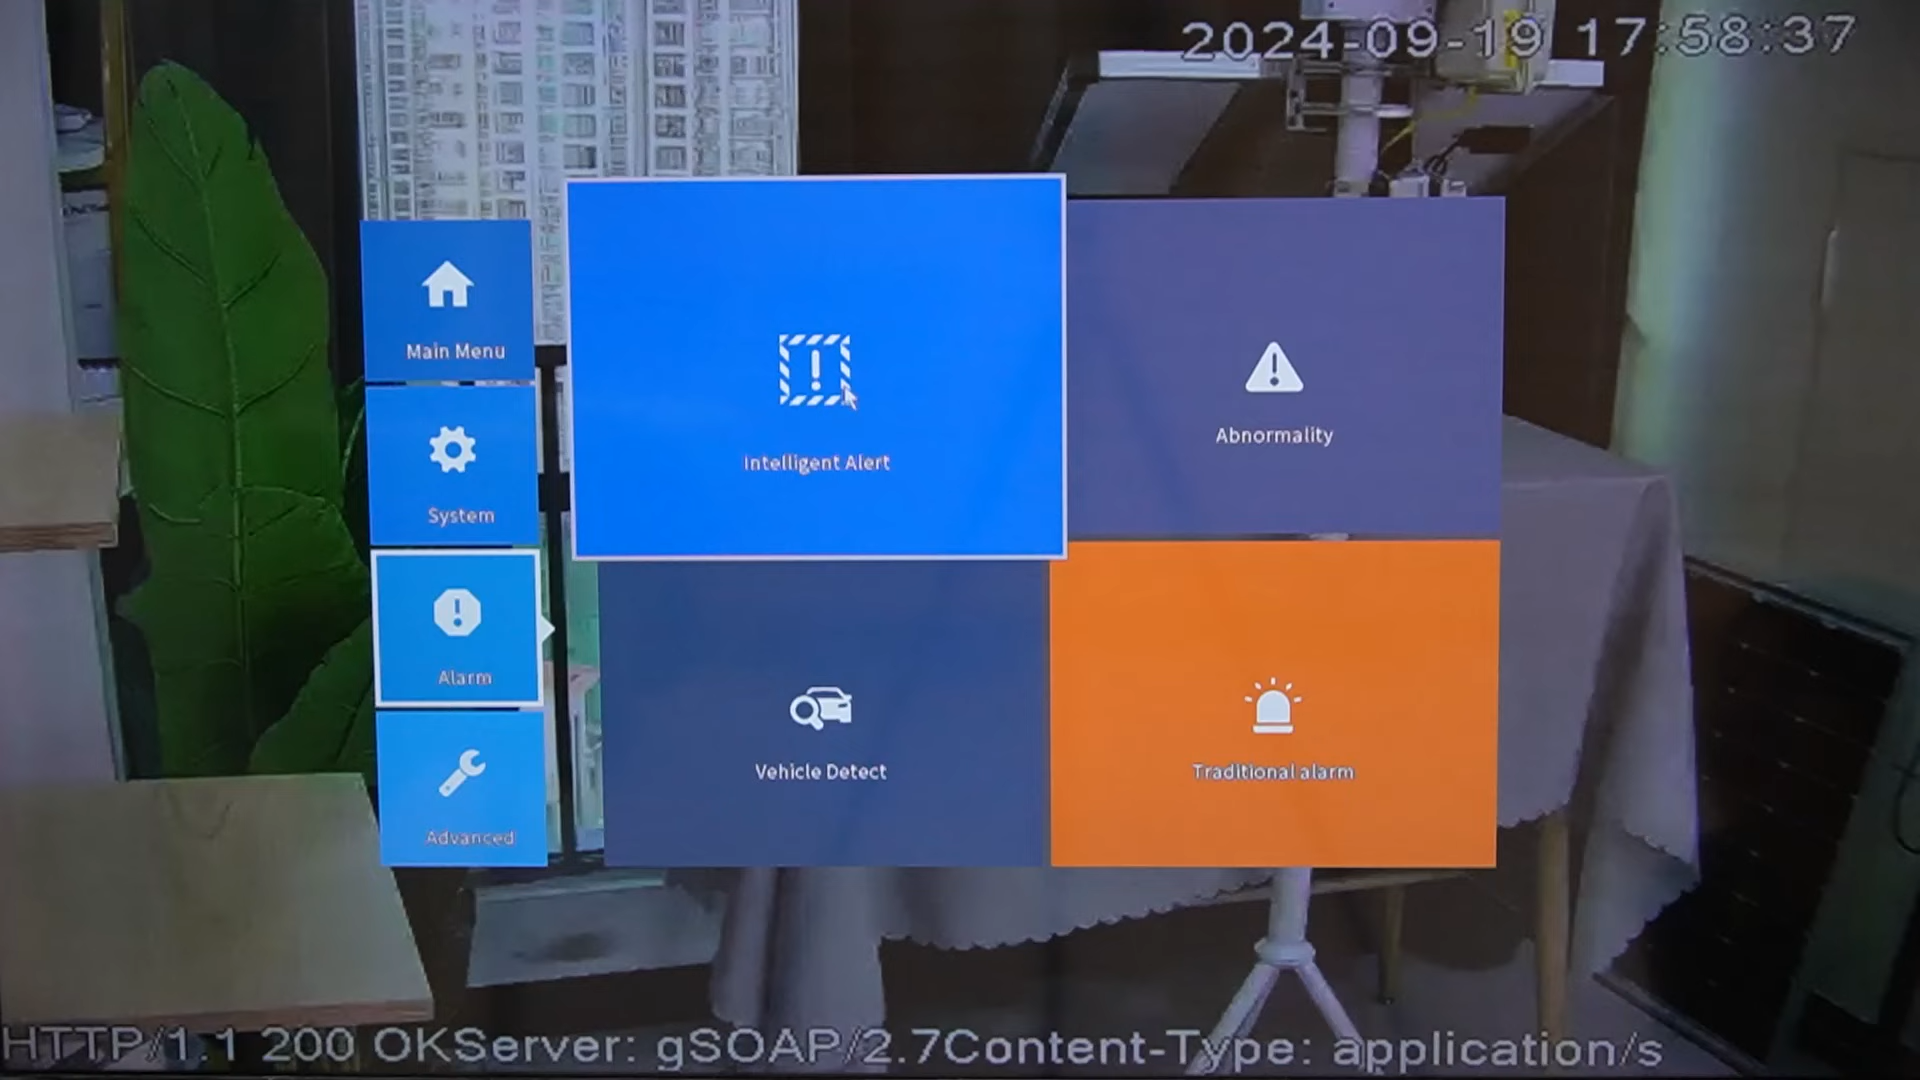 2024-09-19 17:58:37
Main Menu
System
Alarm
Advanced
Intelligent Alert
Abnormality
Vehicle Detect
Traditional alarm
HTTP/1.1 200 OKServer: gSOAP/2.7Content-Type: application/s